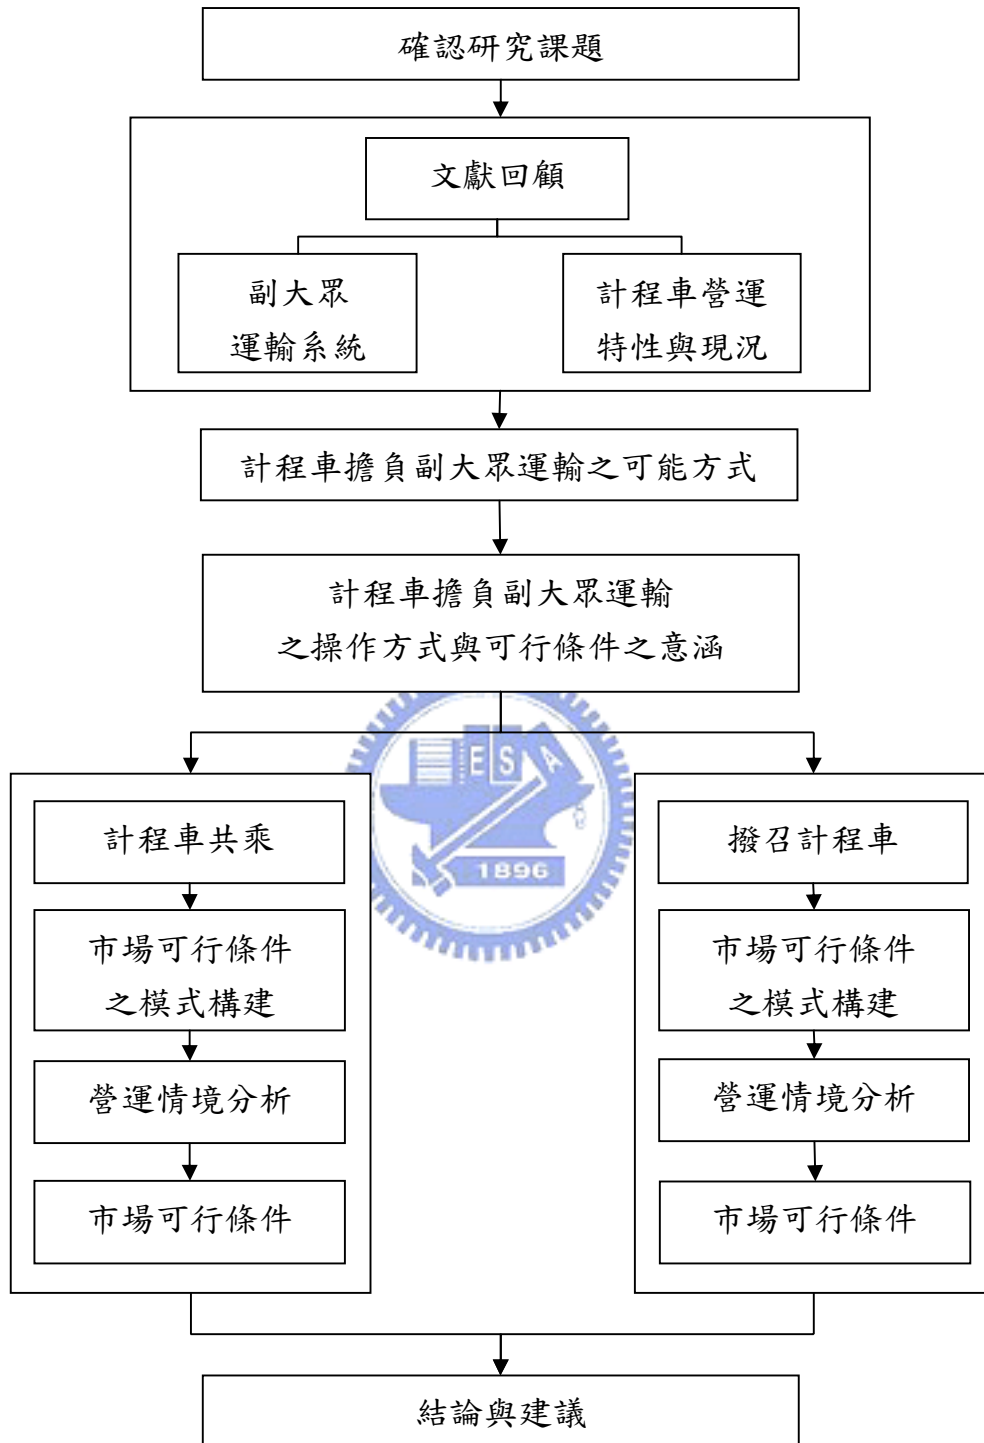 確認研究課題
文獻回顧
副大眾
運輸系統
計程車營運
特性與現況
計程車擔負副大眾運輸之可能方式
計程車擔負副大眾運輸
之操作方式與可行條件之意涵
ESA
1896
計程車共乘
市場可行條件
之模式構建
營運情境分析
市場可行條件
撥召計程車
市場可行條件
之模式構建
營運情境分析
市場可行條件
結論與建議